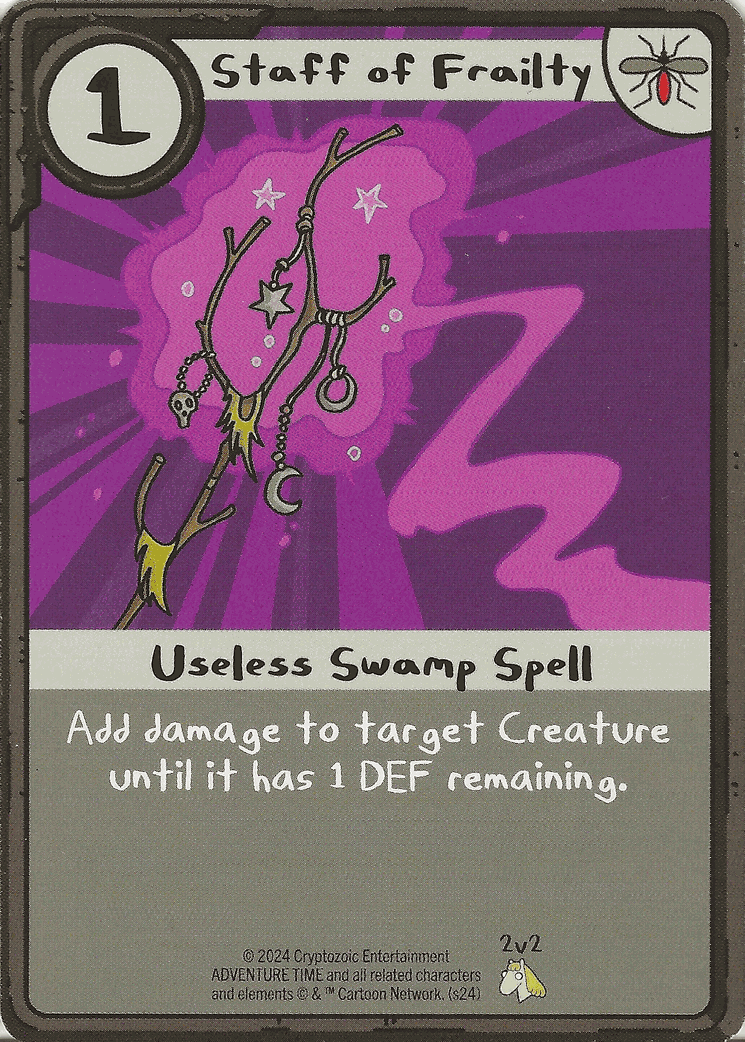 1
Staff of Frailty
Useless Swamp Spell
Add damage to target Creature
until it has 1 DEF remaining.
© 2024 Cryptozoic Entertainment
ADVENTURE TIME and all related characters
and elements © & ™ Cartoon Network. (s24)
2v2